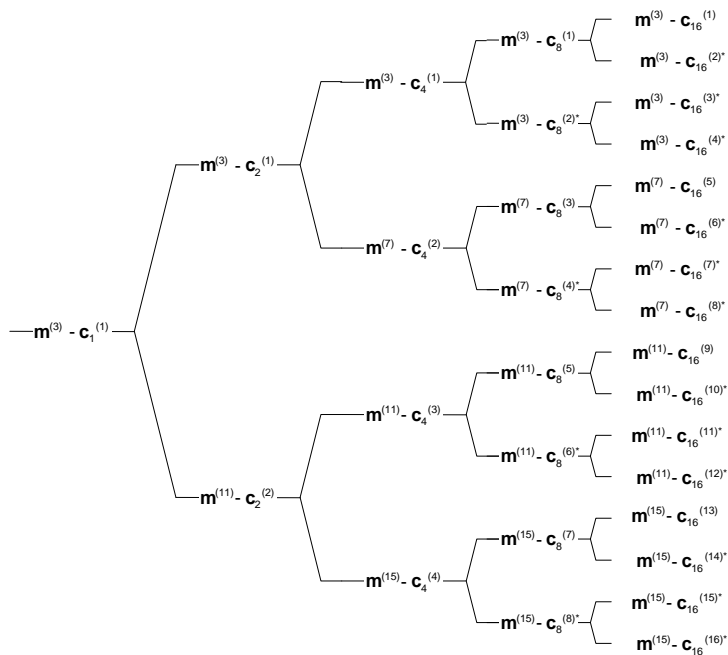 m(3) - c16(1)
m(3) - c8(1)
m(3) - c16(2)*
m(3) - c4(1)
m(3) - c16(3)*
m(3) - c8(2)*
m(3) - c16(4)*
m(3) - c2(1)
m(7) - c16(5)
m(7) - c8(3)
m(7) - c16(6)*
m(7) - c4(2)
m(7) - c16(7)*
m(7) - c8(4)*
m(7) - c16(8)*
m(3) - c1(1)
m(11) - c16(9)
m(11) - c8(5)
m(11) - c16(10)*
m(11) - c4(3)
m(11) - c16(11)*
m(11) - c8(6)*
m(11) - c16(12)*
m(11) - c2(2)
m(15) - c16(13)
m(15) - c8(7)
m(15) - c16(14)*
m(15) - c4(4)
m(15) - c16(15)*
m(15) - c8(8)*
m(15) - c16(16)*